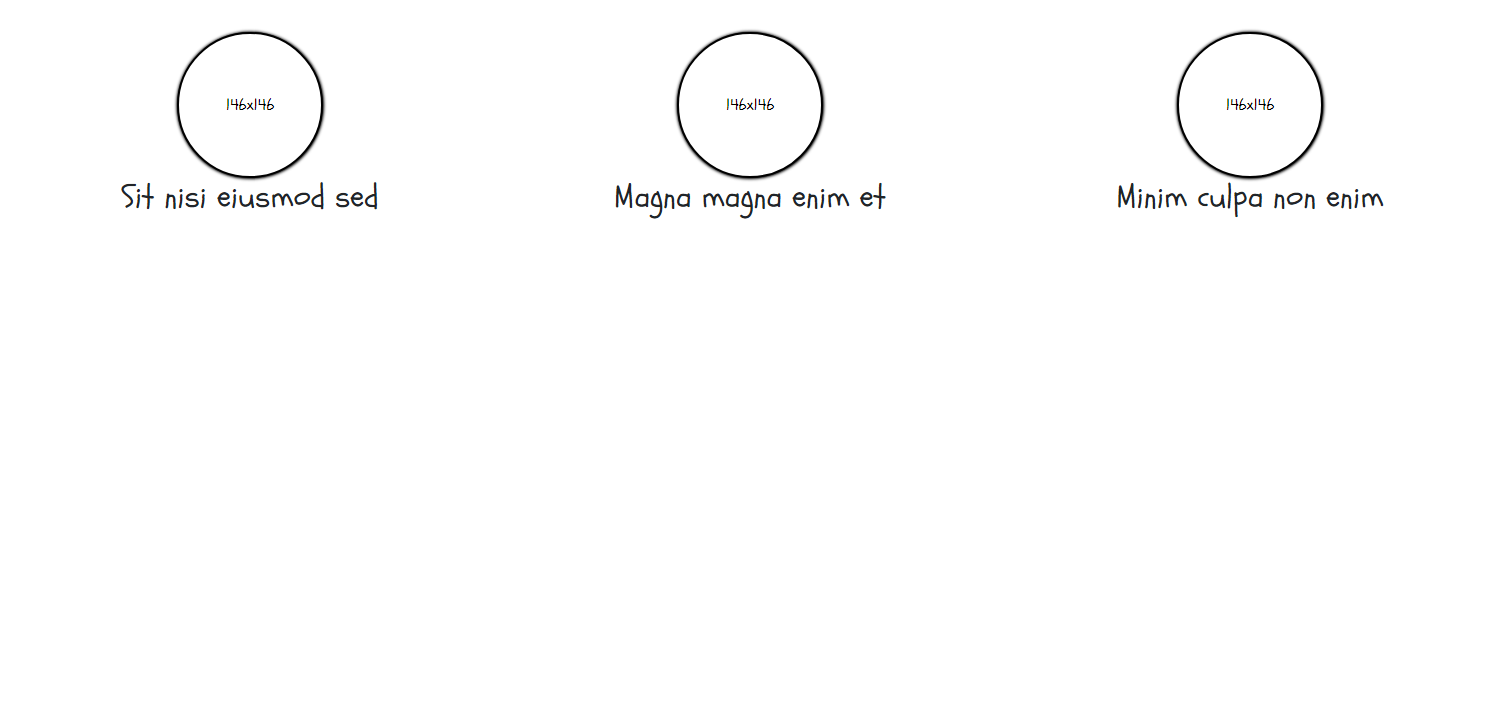 146x146
146x146
146x146
Sit nisi eiusmod sed
Magna magna enim et
Minim culpa non enim